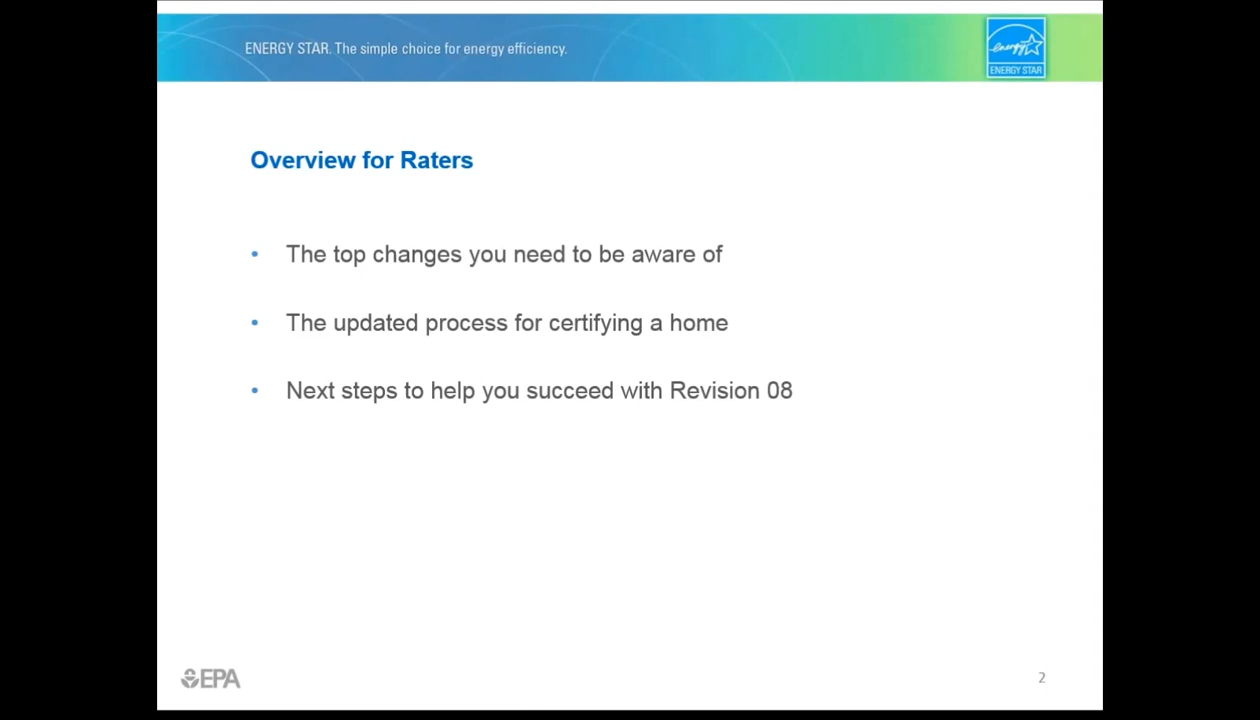 ENERGY STAR. The simple choice for energy efficiency.
energy
ENERGY STAR
Overview for Raters
• The top changes you need to be aware of
• The updated process for certifying a home
• Next steps to help you succeed with Revision 08
EPA
2